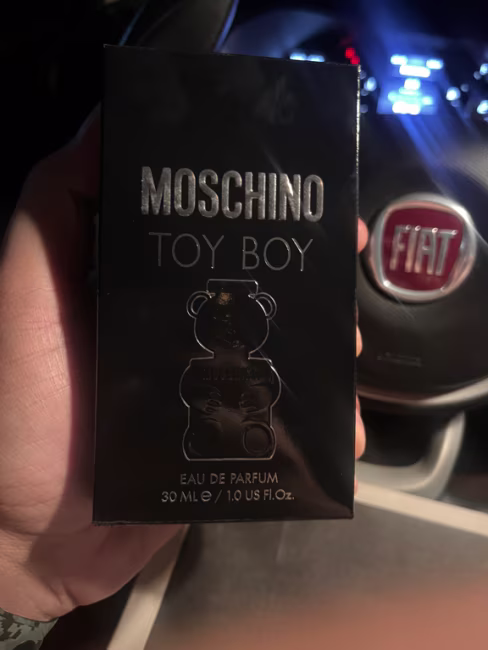 MOSCHINO
TOY BOY
EAU DE PARFUM
30 ML ℮ / 1.0 US Fl.Oz.
FIAT